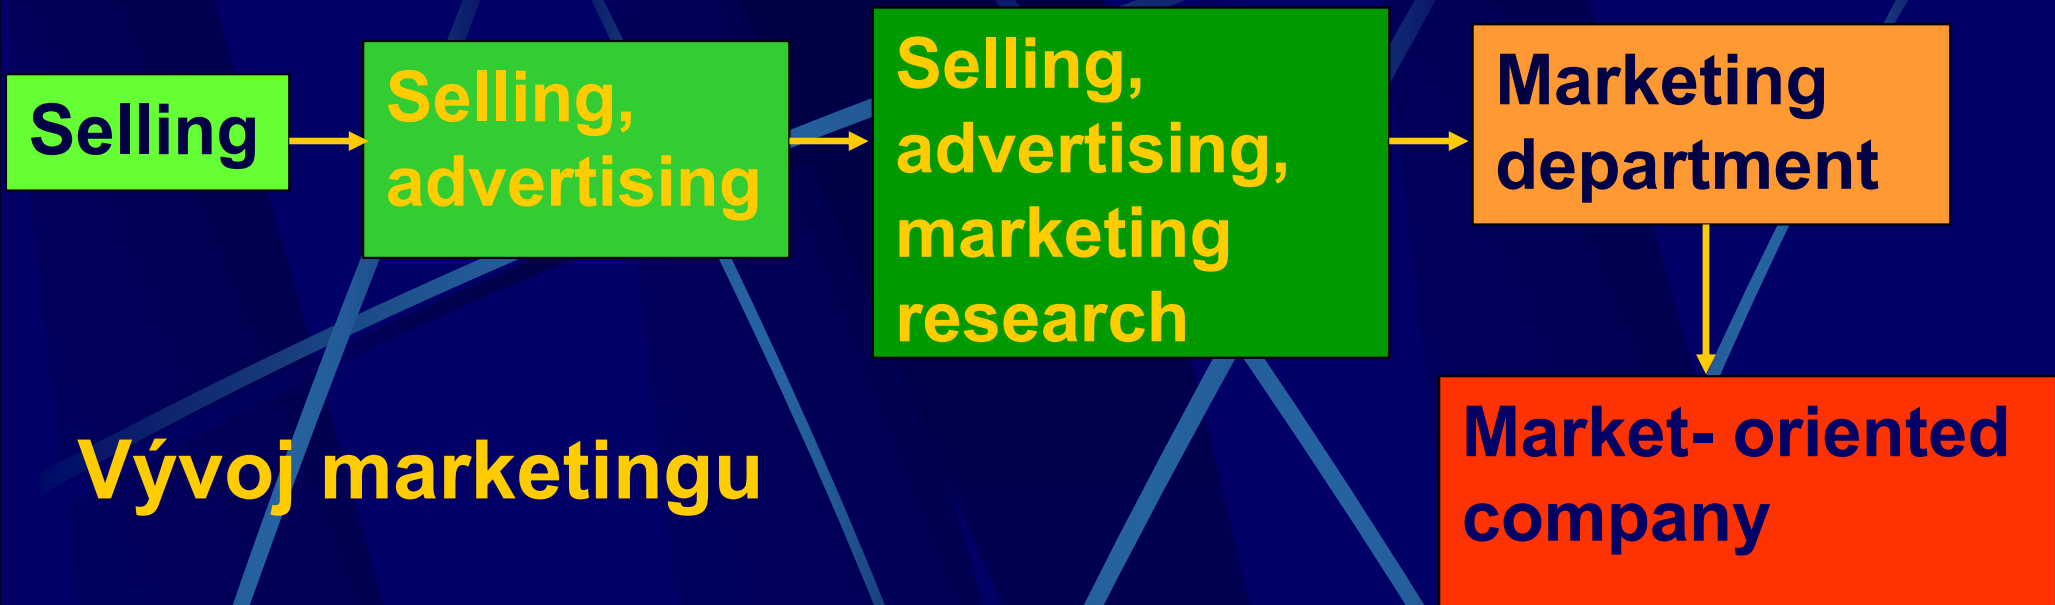 Selling
Selling,
advertising
Selling,
advertising,
marketing
research
Marketing
department
Market- oriented
company
Vývoj marketingu